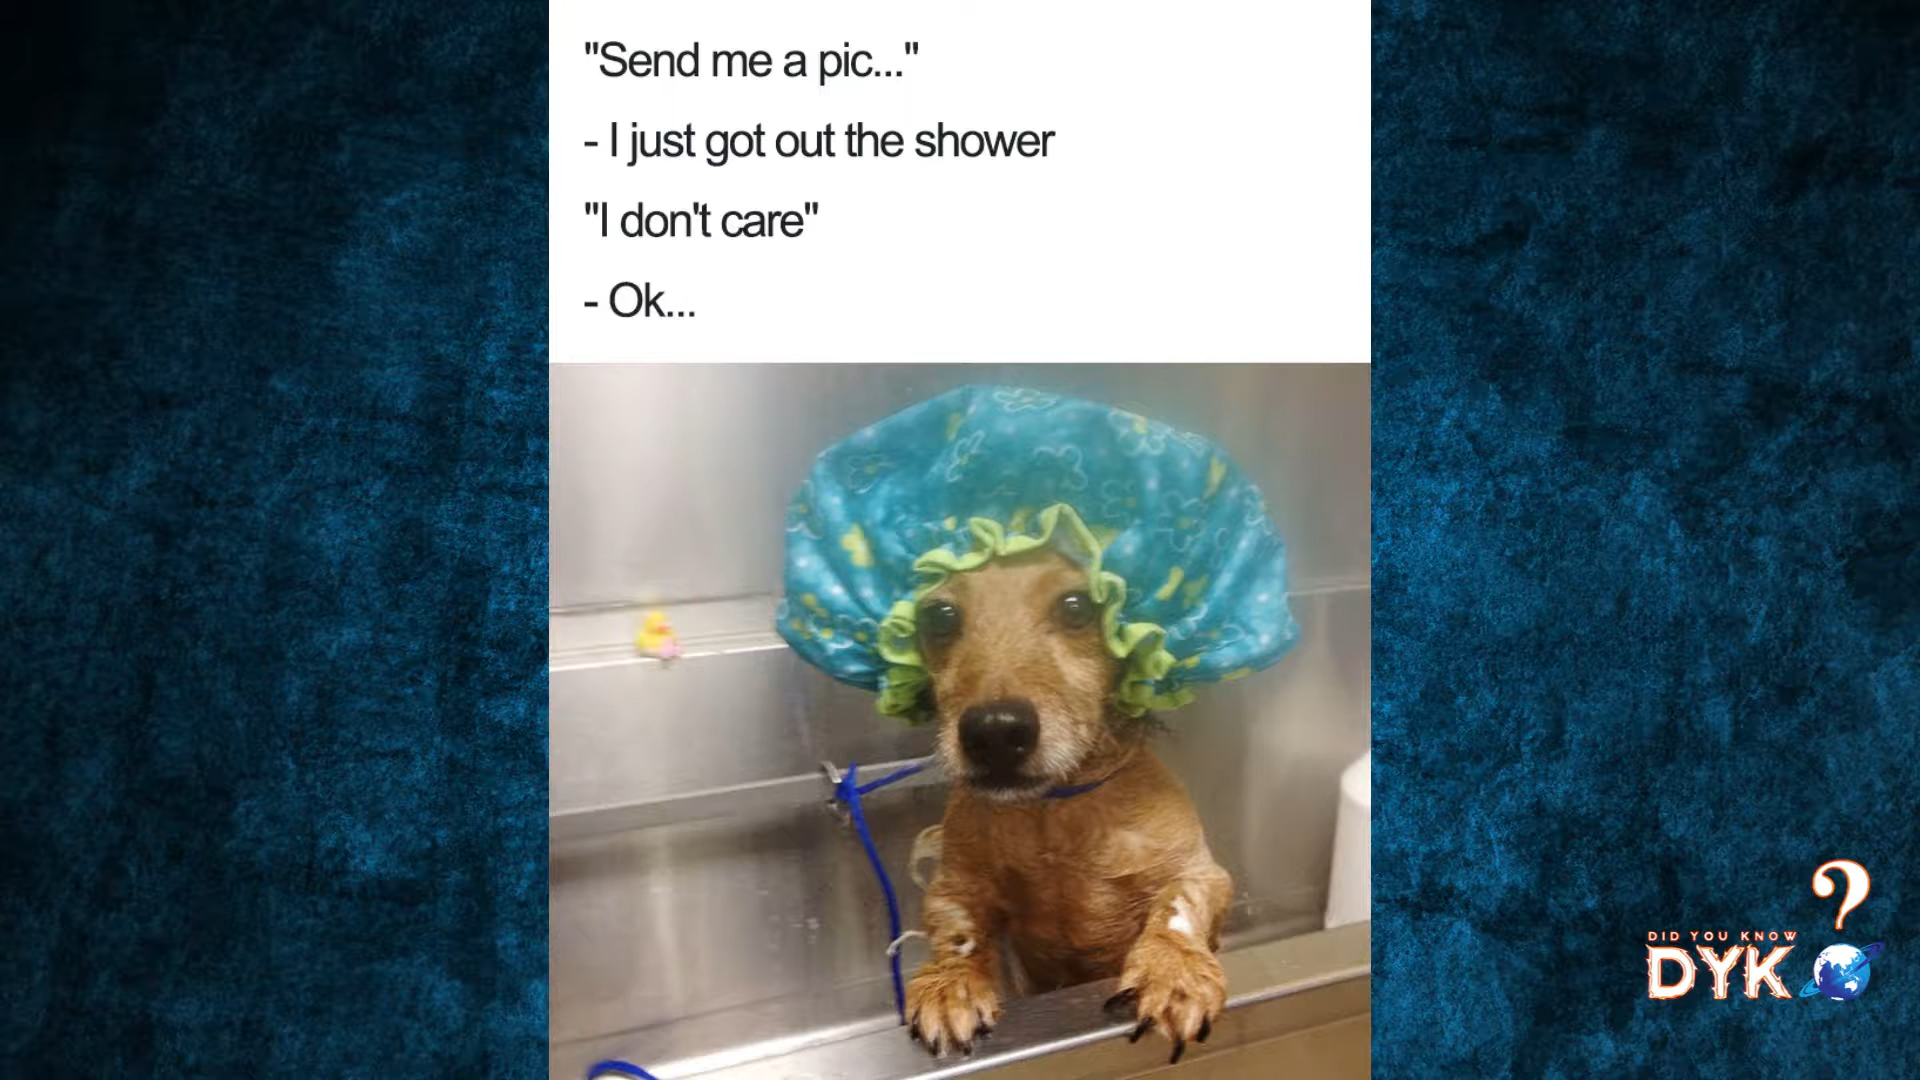 "Send me a pic..."
- I just got out the shower
"I don't care"
- Ok...
?
DID YOU KNOW
DYK